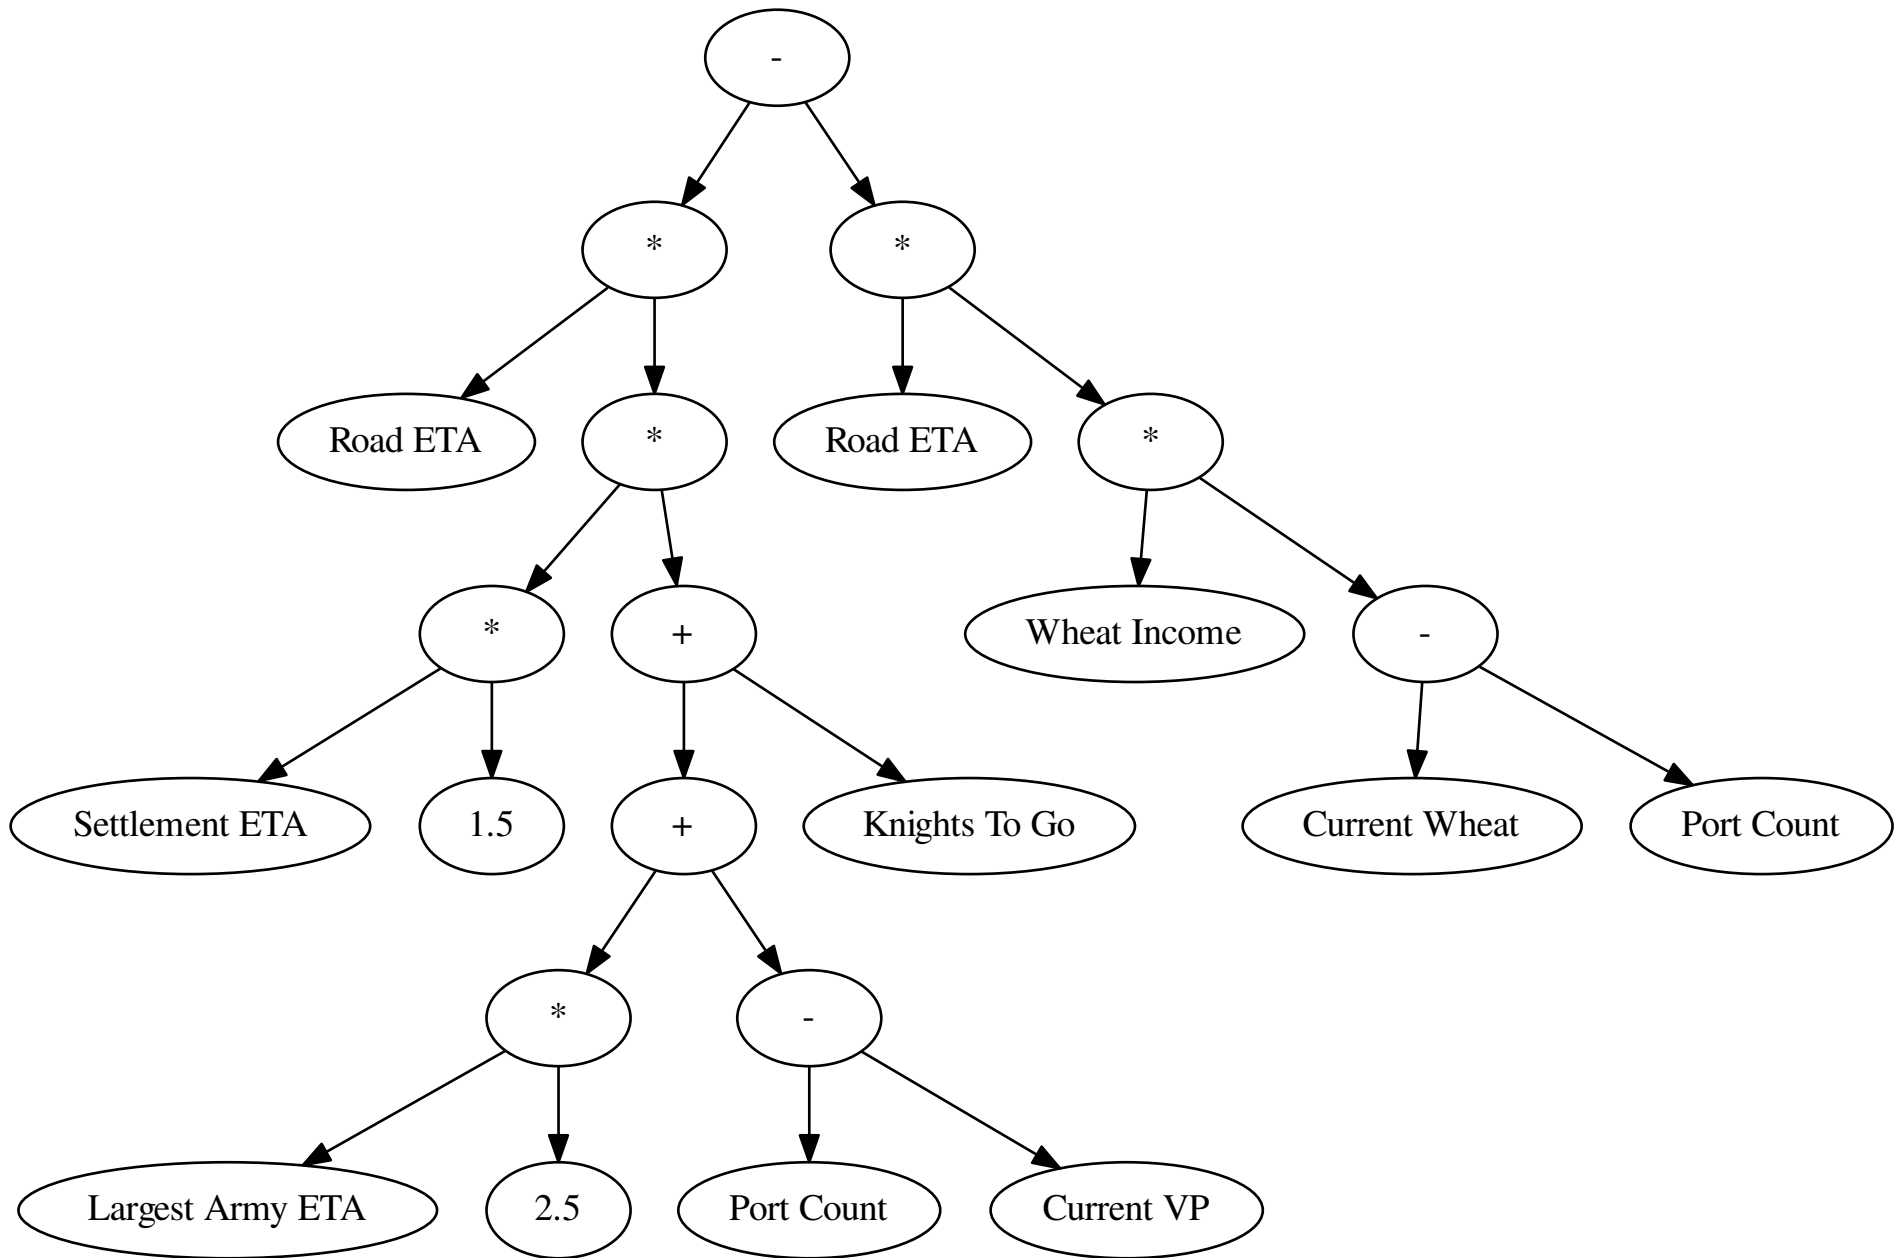 -
*
*
Road ETA
*
Road ETA
*
*
+
Wheat Income
-
Settlement ETA
1.5
+
Knights To Go
Current Wheat
Port Count
*
-
Largest Army ETA
2.5
Port Count
Current VP